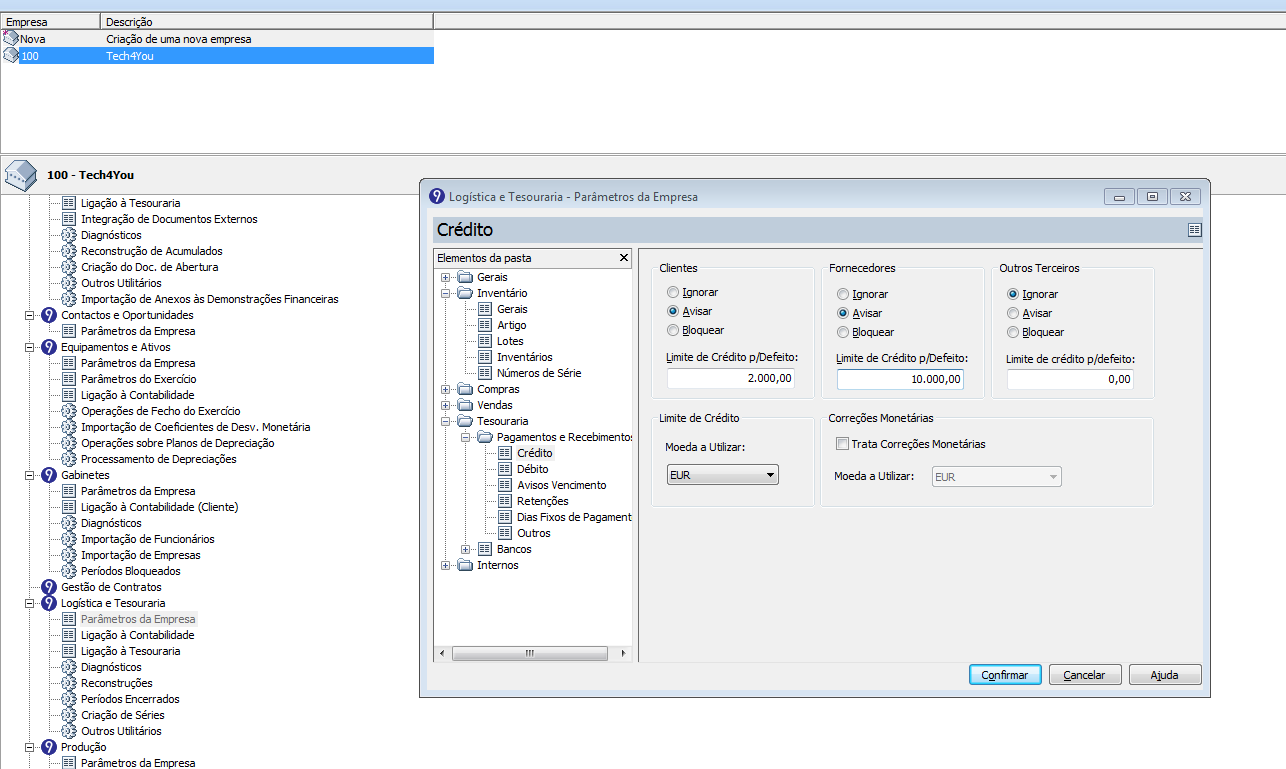 Empresa Descrição
Nova Criação de uma nova empresa
100 Tech4You
100 - Tech4You
Ligação à Tesouraria
Integração de Documentos Externos
Diagnósticos
Reconstrução de Acumulados
Criação do Doc. de Abertura
Outros Utilitários
Importação de Anexos às Demonstrações Financeiras
Contactos e Oportunidades
Parâmetros da Empresa
Equipamentos e Ativos
Parâmetros da Empresa
Parâmetros do Exercício
Ligação à Contabilidade
Operações de Fecho do Exercício
Importação de Coeficientes de Desv. Monetária
Operações sobre Planos de Depreciação
Processamento de Depreciações
Gabinetes
Parâmetros da Empresa
Ligação à Contabilidade (Cliente)
Diagnósticos
Importação de Funcionários
Importação de Empresas
Períodos Bloqueados
Gestão de Contratos
Logística e Tesouraria
Parâmetros da Empresa
Ligação à Contabilidade
Ligação à Tesouraria
Diagnósticos
Reconstruções
Períodos Encerrados
Criação de Séries
Outros Utilitários
Produção
Parâmetros da Empresa
9 Logística e Tesouraria - Parâmetros da Empresa
Crédito
Elementos da pasta
Gerais
Inventário
Gerais
Artigo
Lotes
Inventários
Números de Série
Compras
Vendas
Tesouraria
Pagamentos e Recebimentos
Crédito
Débito
Avisos Vencimento
Retenções
Dias Fixos de Pagament
Outros
Bancos
Internos
Clientes
Ignorar
Avisar
Bloquear
Limite de Crédito p/Defeito:
2.000,00
Fornecedores
Ignorar
Avisar
Bloquear
Limite de Crédito p/Defeito:
10.000,00
Outros Terceiros
Ignorar
Avisar
Bloquear
Limite de crédito p/defeito:
0,00
Limite de Crédito
Moeda a Utilizar:
EUR
Correções Monetárias
Trata Correções Monetárias
Moeda a Utilizar: EUR
Confirmar Cancelar Ajuda